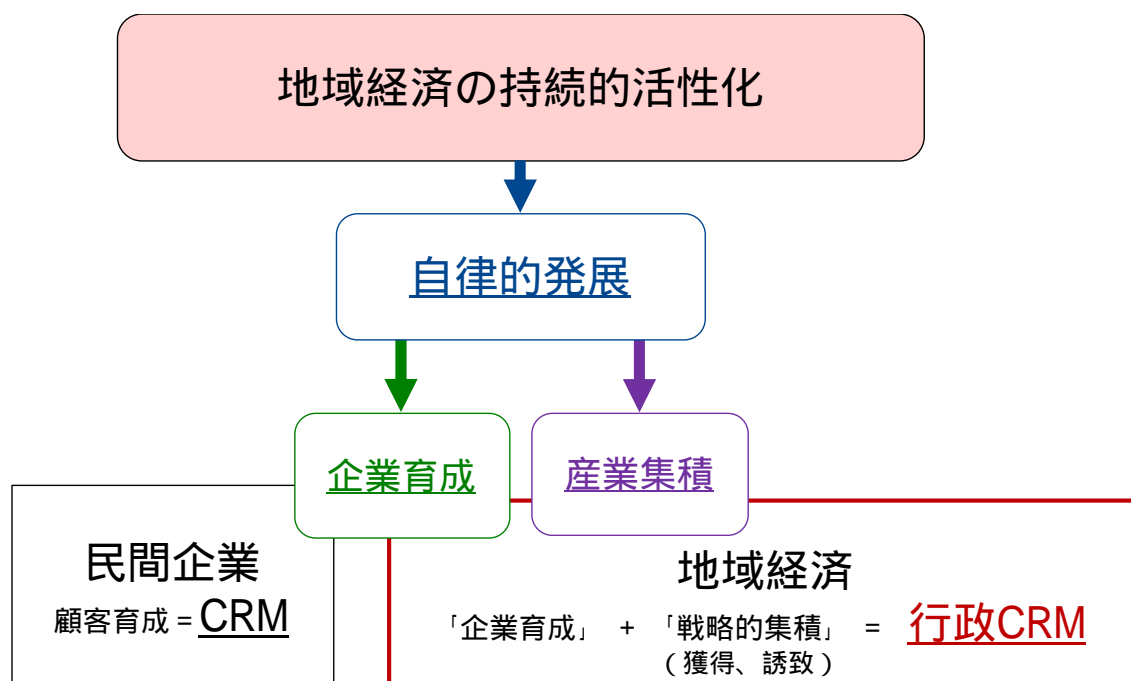 地域経済の持続的活性化
自律的発展
企業育成
産業集積
民間企業
顧客育成 = CRM
地域経済
「企業育成」 + 「戦略的集積」 = 行政CRM
（獲得、誘致）